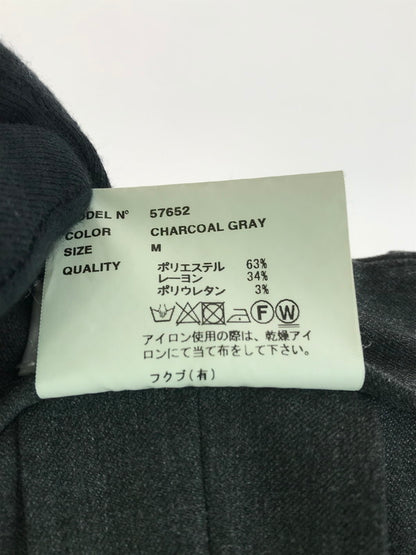 MODEL Nº 57652
COLOR CHARCOAL GRAY
SIZE M
QUALITY ポリエステル 63%
レーヨン 34%
ポリウレタン 3%
F W
アイロン使用の際は、乾燥アイ
ロンにて当て布をして下さい。
フクブ(有)